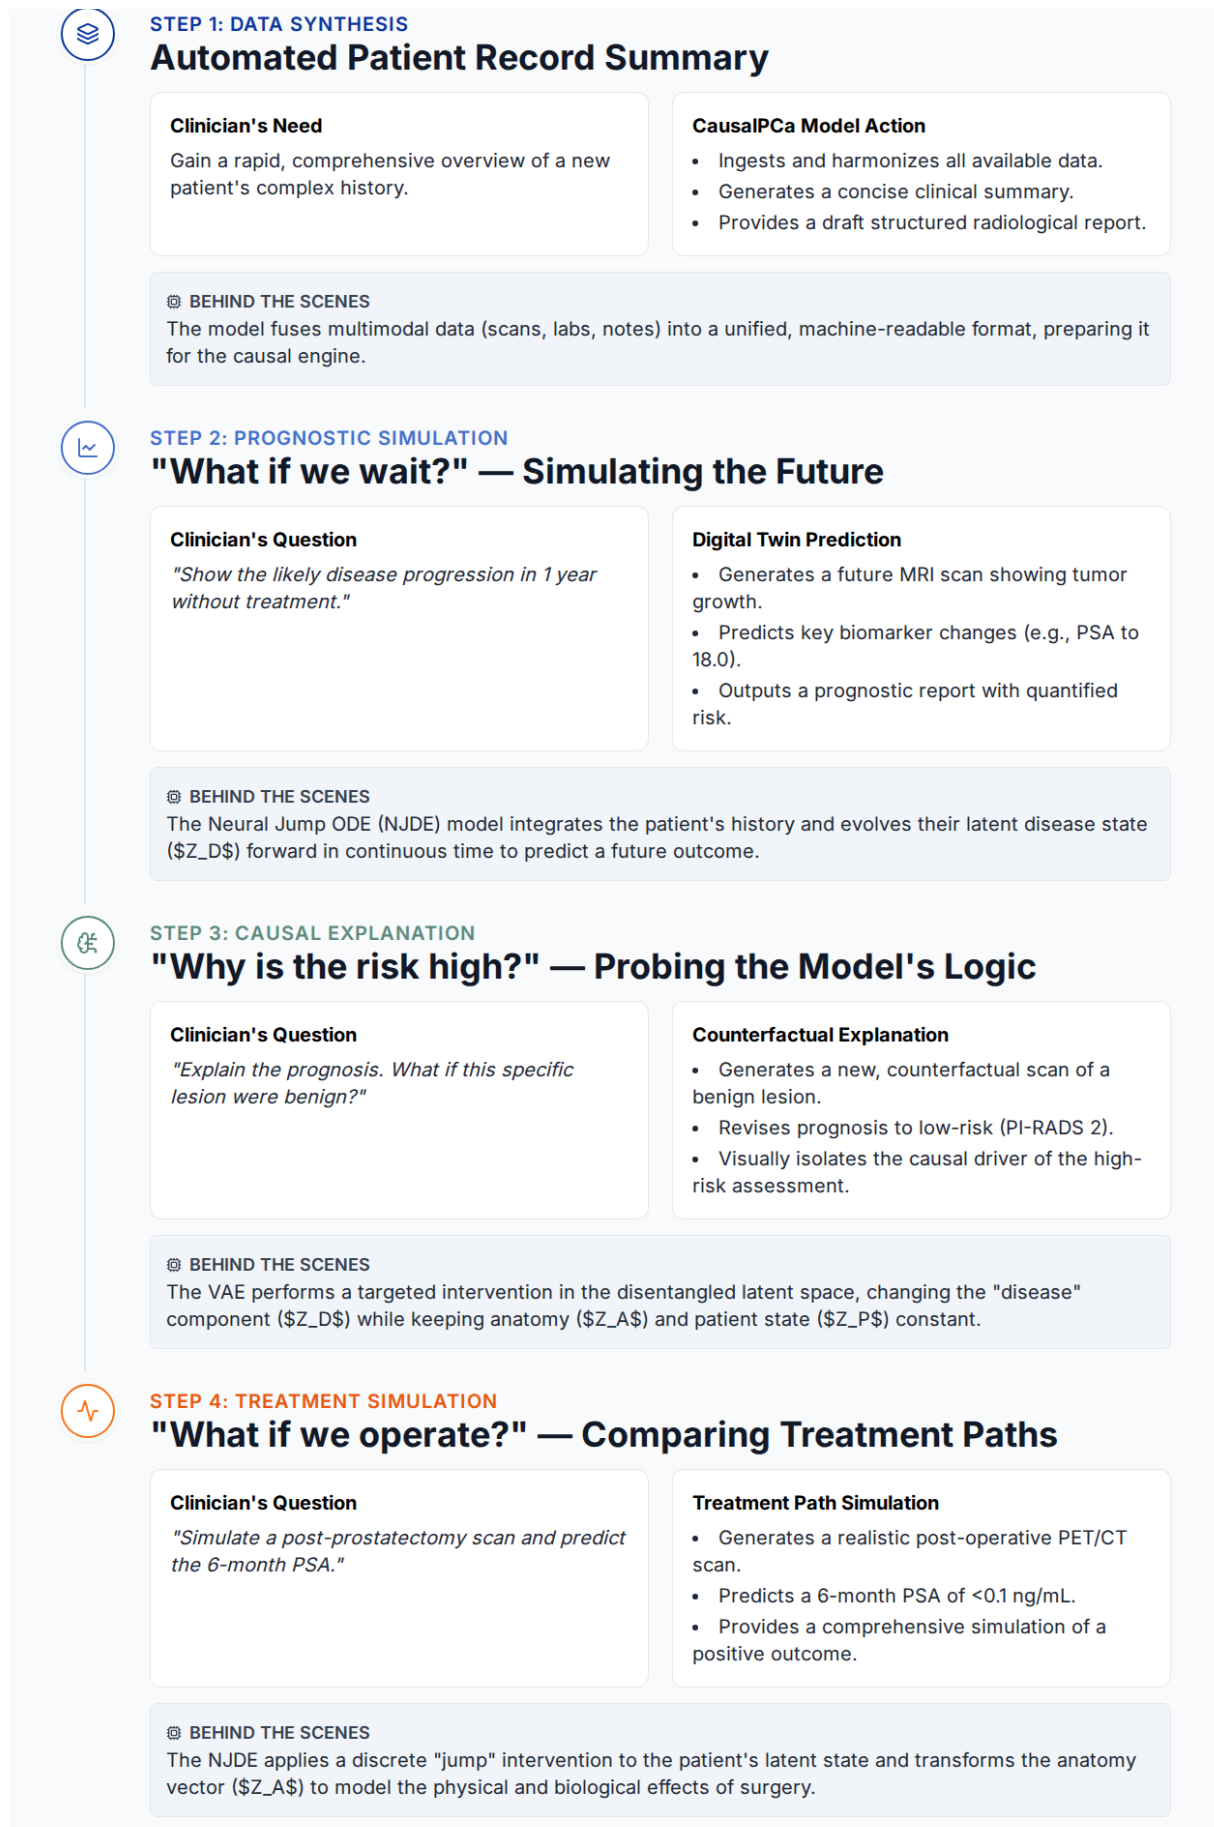 STEP 1: DATA SYNTHESIS
Automated Patient Record Summary
Clinician's Need
Gain a rapid, comprehensive overview of a new
patient's complex history.
CausalPCa Model Action
• Ingests and harmonizes all available data.
• Generates a concise clinical summary.
• Provides a draft structured radiological report.
BEHIND THE SCENES
The model fuses multimodal data (scans, labs, notes) into a unified, machine-readable format, preparing it
for the causal engine.
STEP 2: PROGNOSTIC SIMULATION
"What if we wait?" — Simulating the Future
Clinician's Question
"Show the likely disease progression in 1 year
without treatment."
Digital Twin Prediction
• Generates a future MRI scan showing tumor
growth.
• Predicts key biomarker changes (e.g., PSA to
18.0).
• Outputs a prognostic report with quantified
risk.
BEHIND THE SCENES
The Neural Jump ODE (NJDE) model integrates the patient's history and evolves their latent disease state
($Z_D$) forward in continuous time to predict a future outcome.
STEP 3: CAUSAL EXPLANATION
"Why is the risk high?" — Probing the Model's Logic
Clinician's Question
"Explain the prognosis. What if this specific
lesion were benign?"
Counterfactual Explanation
• Generates a new, counterfactual scan of a
benign lesion.
• Revises prognosis to low-risk (PI-RADS 2).
• Visually isolates the causal driver of the high-
risk assessment.
BEHIND THE SCENES
The VAE performs a targeted intervention in the disentangled latent space, changing the "disease"
component ($Z_D$) while keeping anatomy ($Z_A$) and patient state ($Z_P$) constant.
STEP 4: TREATMENT SIMULATION
"What if we operate?" — Comparing Treatment Paths
Clinician's Question
"Simulate a post-prostatectomy scan and predict
the 6-month PSA."
Treatment Path Simulation
• Generates a realistic post-operative PET/CT
scan.
• Predicts a 6-month PSA of <0.1 ng/mL.
• Provides a comprehensive simulation of a
positive outcome.
BEHIND THE SCENES
The NJDE applies a discrete "jump" intervention to the patient's latent state and transforms the anatomy
vector ($Z_A$) to model the physical and biological effects of surgery.